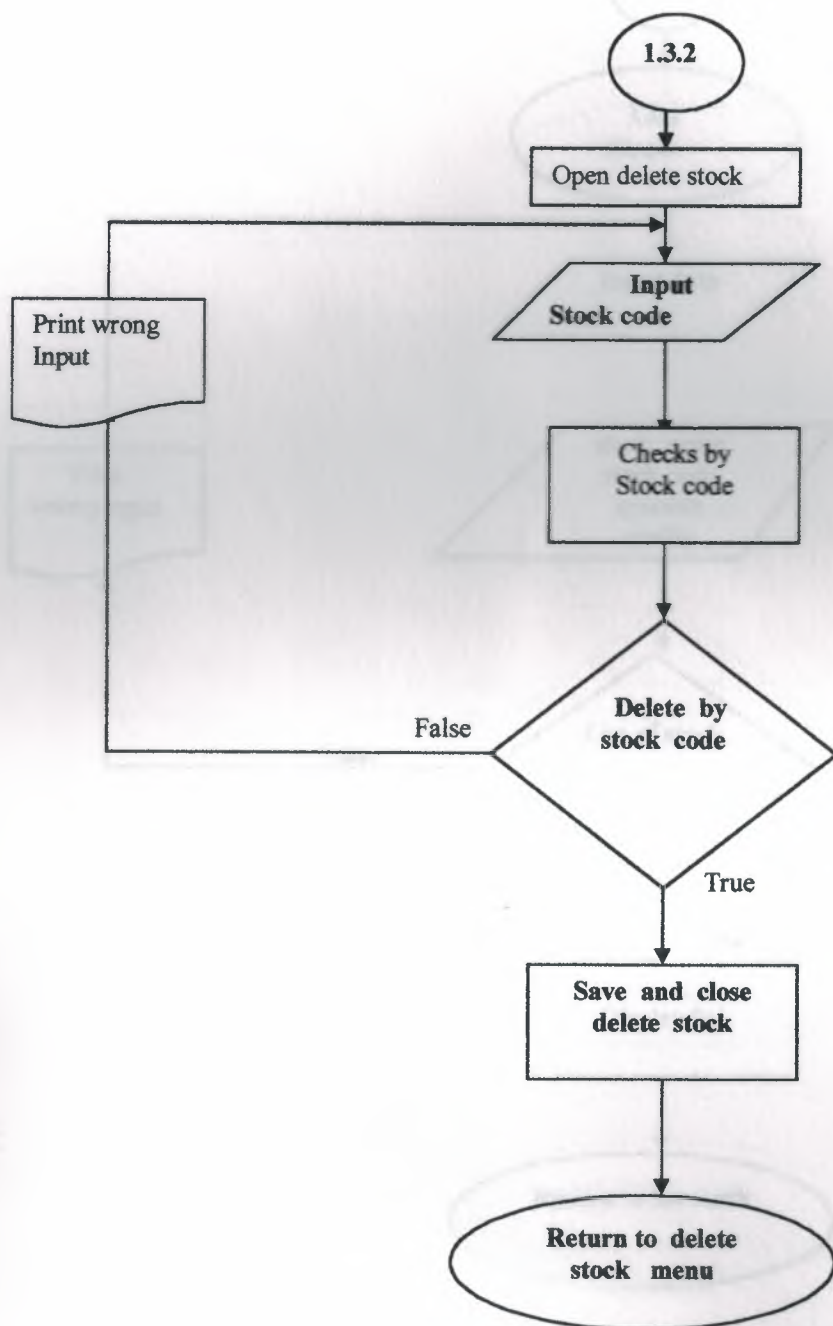 1.3.2
Open delete stock
Input
Stock code
Print wrong
Input
Checks by
Stock code
Delete by
stock code
False
True
Save and close
delete stock
Return to delete
stock menu